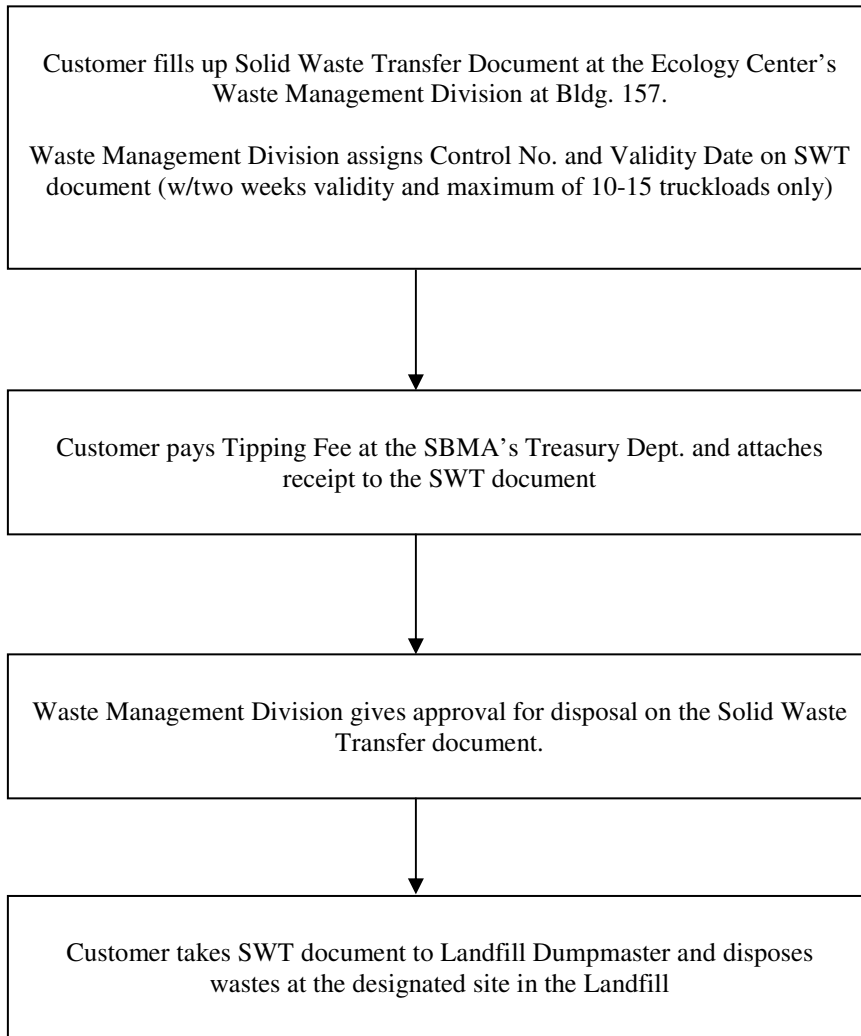 Customer fills up Solid Waste Transfer Document at the Ecology Center's
Waste Management Division at Bldg. 157.
Waste Management Division assigns Control No. and Validity Date on SWT
document (w/two weeks validity and maximum of 10-15 truckloads only)
Customer pays Tipping Fee at the SBMA's Treasury Dept. and attaches
receipt to the SWT document
Waste Management Division gives approval for disposal on the Solid Waste
Transfer document.
Customer takes SWT document to Landfill Dumpmaster and disposes
wastes at the designated site in the Landfill